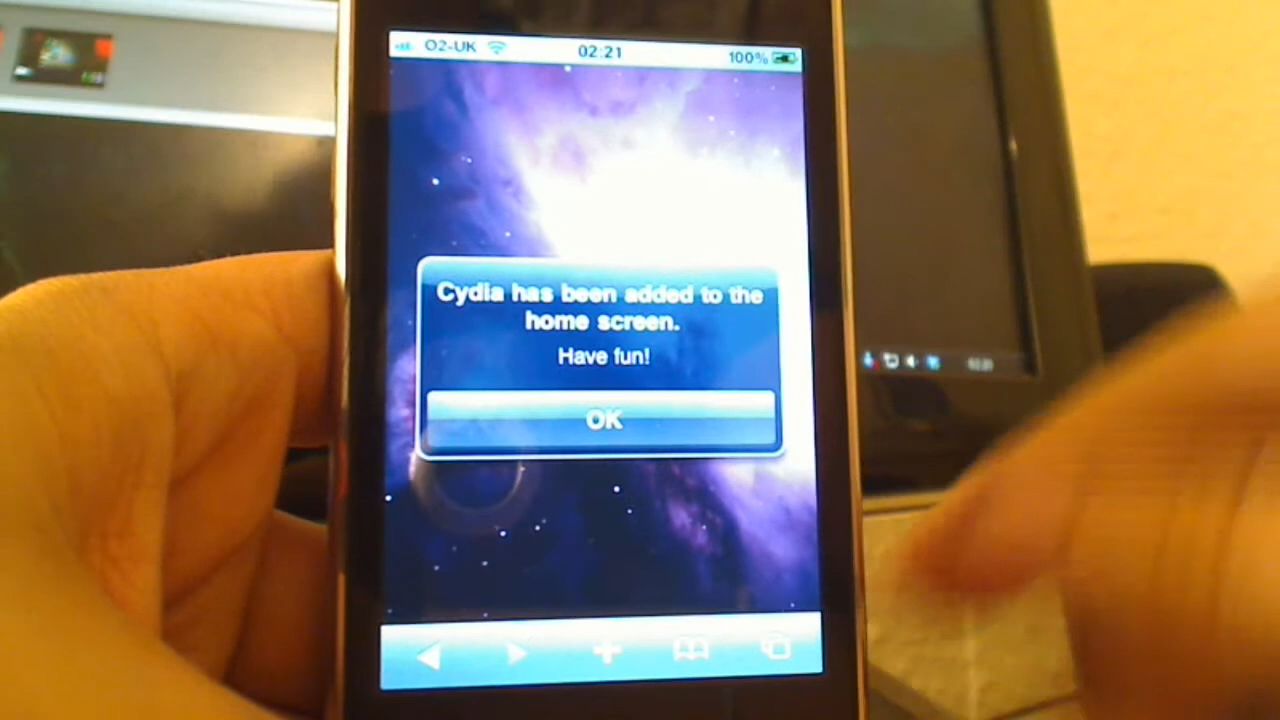 O2-UK 02:21 100%
Cydia has been added to the
home screen.
Have fun!
OK